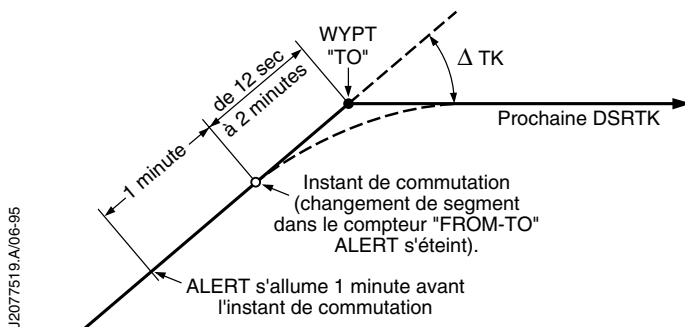 WYPT
"TO"
Δ TK
de 12 sec
à 2 minutes
1 minute
Prochaine DSRTK
Instant de commutation
(changement de segment
dans le compteur "FROM-TO"
ALERT s'éteint).
ALERT s'allume 1 minute avant
l'instant de commutation
J2077519.A/06-95